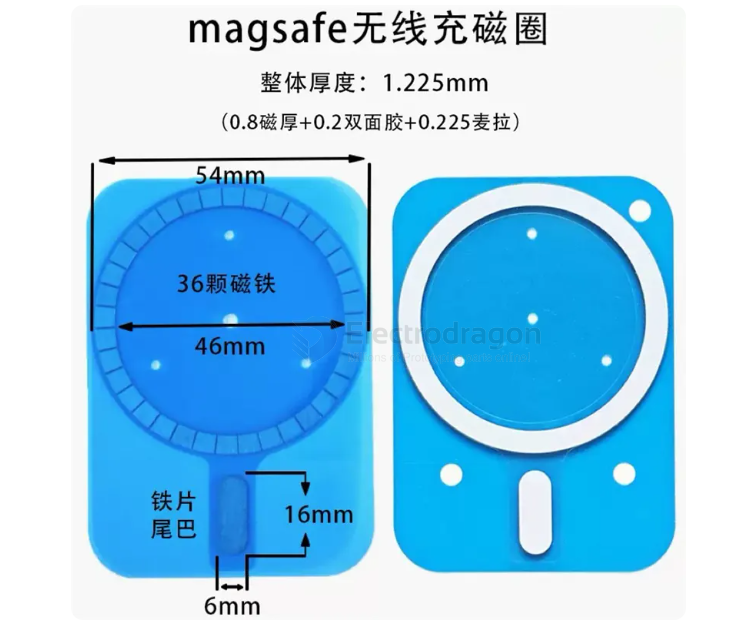 magsafe无线充磁圈
整体厚度：1.225mm
（0.8磁厚+0.2双面胶+0.225麦拉）
54mm
36颗磁铁
Electrodragon
46mm
铁片
尾巴
16mm
6mm